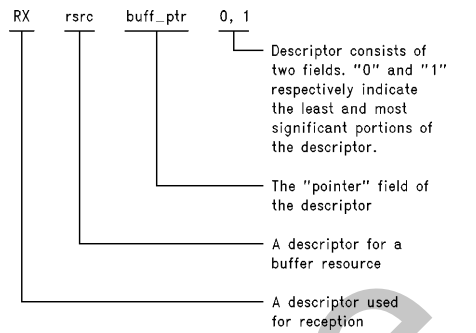 RX rsrc buff_ptr 0, 1
Descriptor consists of
two fields. "0" and "1"
respectively indicate
the least and most
significant portions of
the descriptor.
The "pointer" field of
the descriptor
A descriptor for a
buffer resource
A descriptor used
for reception